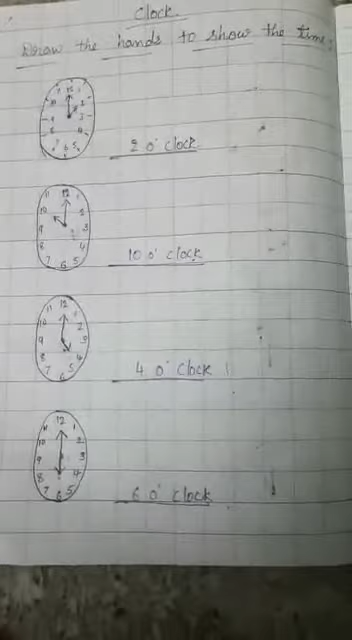 Clock.
Draw the hands to show the time:
2 o' clock
10 o' clock
4 o' clock
6 o' clock